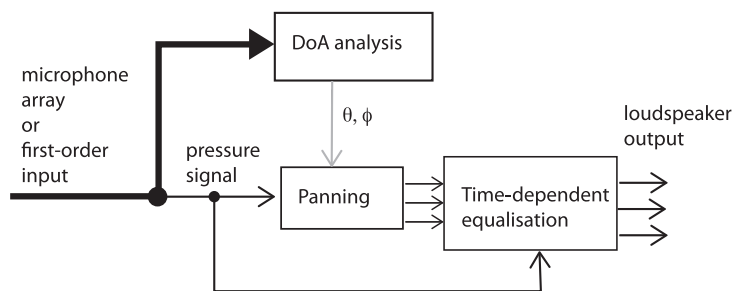 DoA analysis
microphone
array
or
first-order
input
θ, ϕ
pressure
signal
loudspeaker
output
Panning
Time-dependent
equalisation